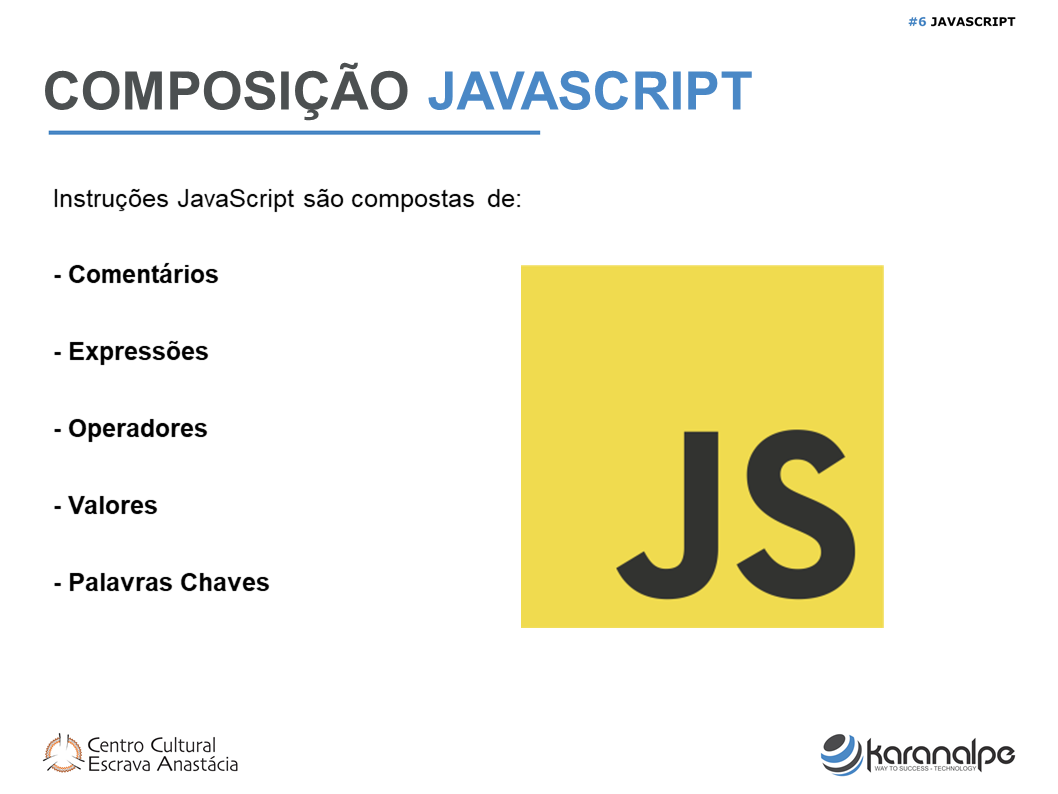 #6 JAVASCRIPT
COMPOSIÇÃO JAVASCRIPT
Instruções JavaScript são compostas de:
- Comentários
- Expressões
- Operadores
- Valores
- Palavras Chaves
JS
Centro Cultural
Escrava Anastácia
karanalpe
WAY TO SUCCESS - TECHNOLOGY